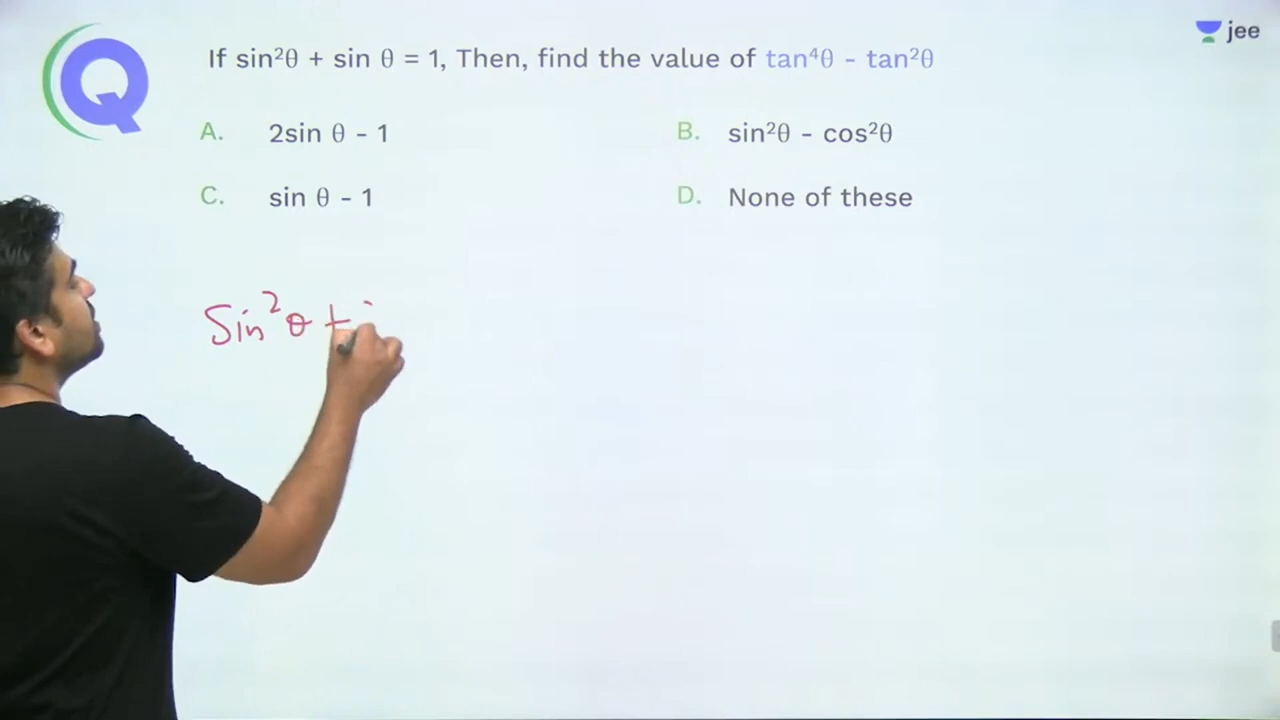 jee
If sin²θ + sin θ = 1, Then, find the value of tan⁴θ - tan²θ
A. 2sin θ - 1
B. sin²θ - cos²θ
C. sin θ - 1
D. None of these
Sin²θ +